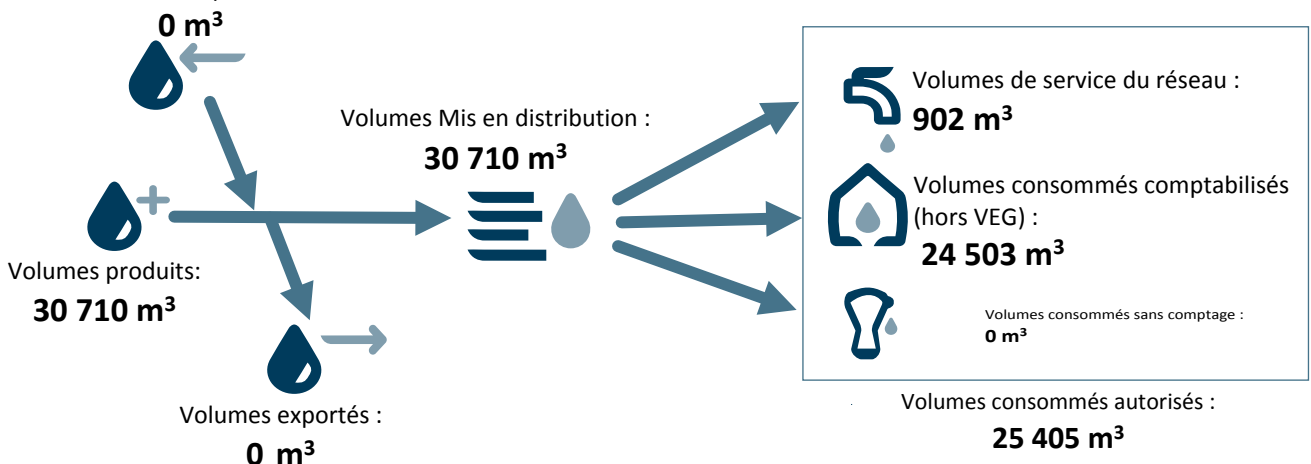 0 m³
Volumes de service du réseau :
902 m³
Volumes Mis en distribution :
30 710 m³
Volumes consommés comptabilisés
(hors VEG) :
24 503 m³
Volumes produits:
30 710 m³
Volumes consommés sans comptage :
0 m³
Volumes exportés :
0 m³
Volumes consommés autorisés :
25 405 m³